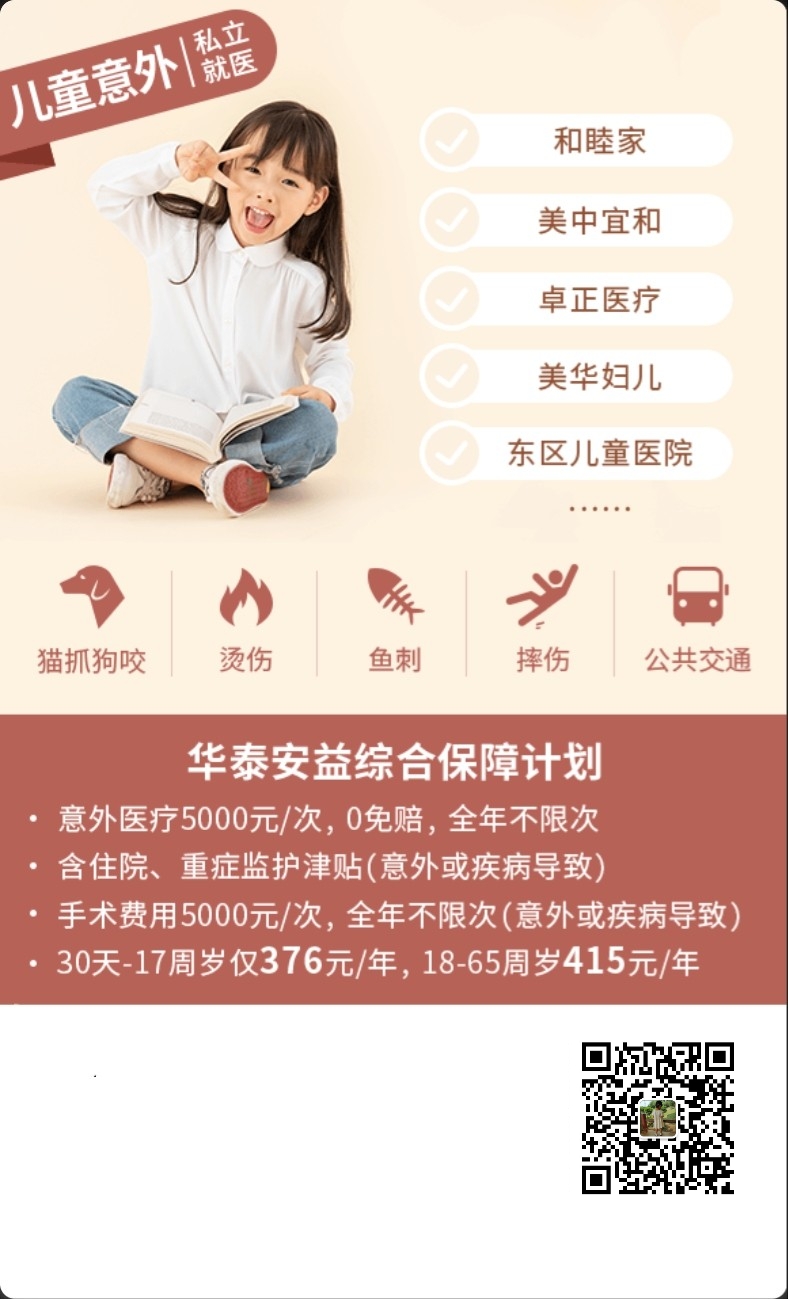 儿童意外
私立
就医
和睦家
美中宜和
卓正医疗
美华妇儿
东区儿童医院
······
猫抓狗咬
烫伤
鱼刺
摔伤
公共交通
华泰安益综合保障计划
• 意外医疗5000元/次, 0免赔, 全年不限次
• 含住院、重症监护津贴(意外或疾病导致)
• 手术费用5000元/次, 全年不限次(意外或疾病导致)
• 30天-17周岁仅376元/年, 18-65周岁415元/年